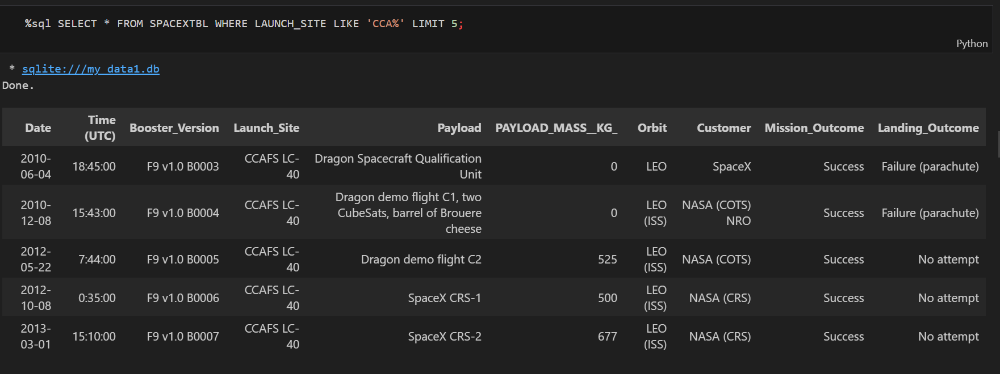 %sql SELECT * FROM SPACEXTBL WHERE LAUNCH_SITE LIKE 'CCA%' LIMIT 5;
Python
* sqlite:///my_data1.db
Done.
Date Time (UTC) Booster_Version Launch_Site Payload PAYLOAD_MASS__KG_ Orbit Customer Mission_Outcome Landing_Outcome
2010-06-04 18:45:00 F9 v1.0 B0003 CCAFS LC-40 Dragon Spacecraft Qualification Unit 0 LEO SpaceX Success Failure (parachute)
2010-12-08 15:43:00 F9 v1.0 B0004 CCAFS LC-40 Dragon demo flight C1, two CubeSats, barrel of Brouere cheese 0 LEO (ISS) NASA (COTS) NRO Success Failure (parachute)
2012-05-22 7:44:00 F9 v1.0 B0005 CCAFS LC-40 Dragon demo flight C2 525 LEO (ISS) NASA (COTS) Success No attempt
2012-10-08 0:35:00 F9 v1.0 B0006 CCAFS LC-40 SpaceX CRS-1 500 LEO (ISS) NASA (CRS) Success No attempt
2013-03-01 15:10:00 F9 v1.0 B0007 CCAFS LC-40 SpaceX CRS-2 677 LEO (ISS) NASA (CRS) Success No attempt